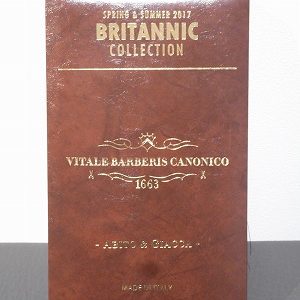 SPRING & SUMMER 2017
BRITANNIC
COLLECTION
VITALE BARBERIS CANONICO
1663
- ABITO & GIACCA -
MADE IN ITALY